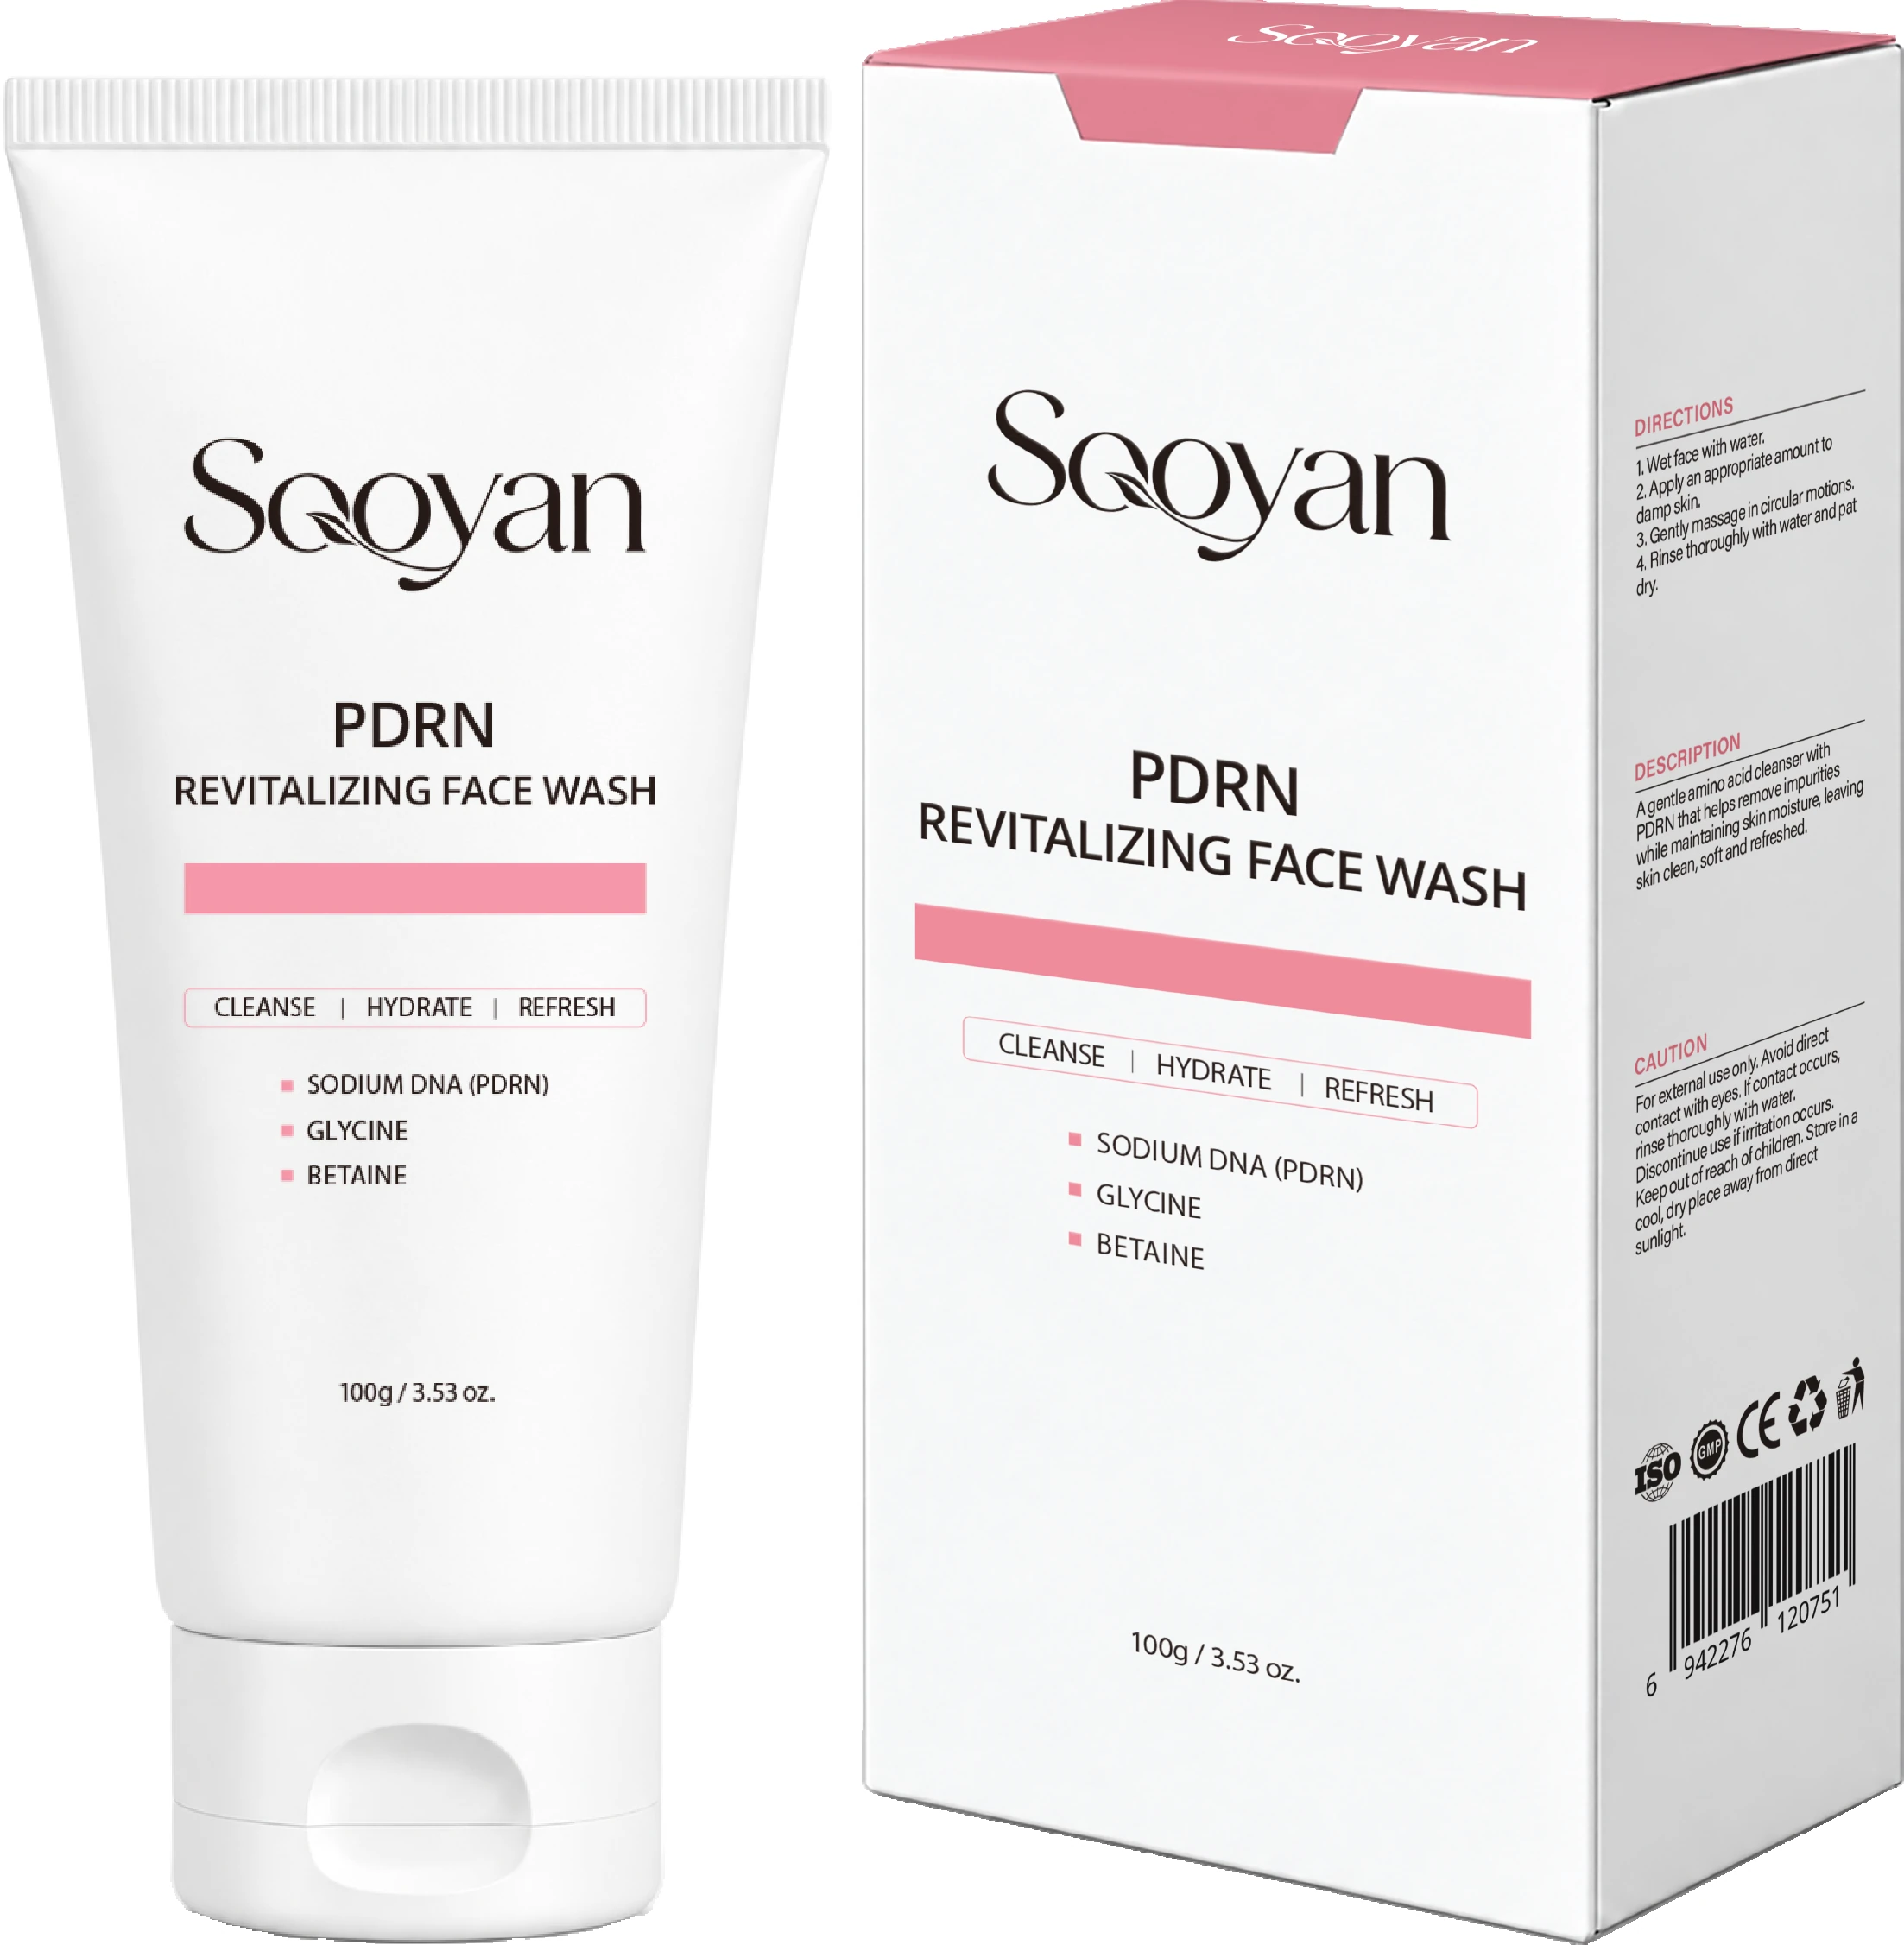 Sooyan
PDRN
REVITALIZING FACE WASH
CLEANSE | HYDRATE | REFRESH
SODIUM DNA (PDRN)
GLYCINE
BETAINE
100g / 3.53 oz.
Sooyan
Sooyan
PDRN
REVITALIZING FACE WASH
CLEANSE | HYDRATE | REFRESH
SODIUM DNA (PDRN)
GLYCINE
BETAINE
100g / 3.53 oz.
DIRECTIONS
1. Wet face with water.
2. Apply an appropriate amount to
damp skin.
3. Gently massage in circular motions.
4. Rinse thoroughly with water and pat
dry.
DESCRIPTION
A gentle amino acid cleanser with
PDRN that helps remove impurities
while maintaining skin moisture, leaving
skin clean, soft and refreshed.
CAUTION
For external use only. Avoid direct
contact with eyes. If contact occurs,
rinse thoroughly with water.
Discontinue use if irritation occurs.
Keep out of reach of children. Store in a
cool, dry place away from direct
sunlight.
ISO GMP CE
6 942276 120751